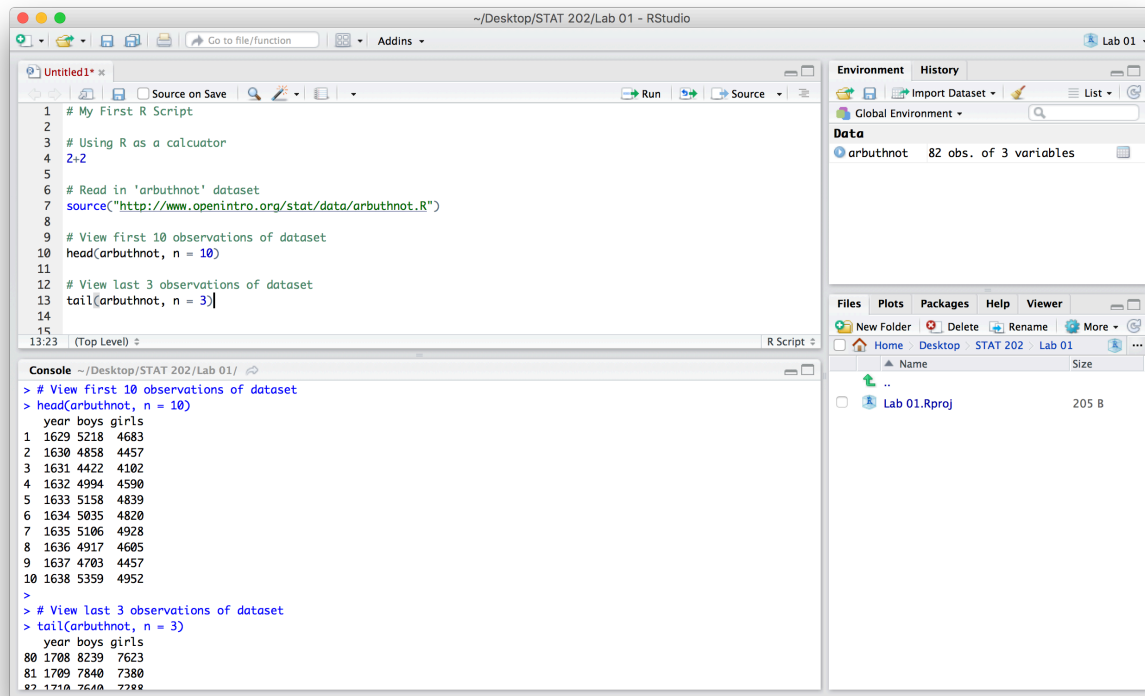 ~/Desktop/STAT 202/Lab 01 - RStudio
Go to file/function
Addins
Lab 01
Untitled1*
Source on Save
Run
Source
1 # My First R Script
2
3 # Using R as a calcuator
4 2+2
5
6 # Read in 'arbuthnot' dataset
7 source("http://www.openintro.org/stat/data/arbuthnot.R")
8
9 # View first 10 observations of dataset
10 head(arbuthnot, n = 10)
11
12 # View last 3 observations of dataset
13 tail(arbuthnot, n = 3)
14
15
13:23 (Top Level) R Script
Console ~/Desktop/STAT 202/Lab 01/
> # View first 10 observations of dataset
> head(arbuthnot, n = 10)
year boys girls
1 1629 5218 4683
2 1630 4858 4457
3 1631 4422 4102
4 1632 4994 4590
5 1633 5158 4839
6 1634 5035 4820
7 1635 5106 4928
8 1636 4917 4605
9 1637 4703 4457
10 1638 5359 4952
>
> # View last 3 observations of dataset
> tail(arbuthnot, n = 3)
year boys girls
80 1708 8239 7623
81 1709 7840 7380
82 1710 7640 7288
Environment History
Import Dataset List
Global Environment
Data
arbuthnot 82 obs. of 3 variables
Files Plots Packages Help Viewer
New Folder Delete Rename More
Home Desktop STAT 202 Lab 01 ...
Name Size
..
Lab 01.Rproj 205 B